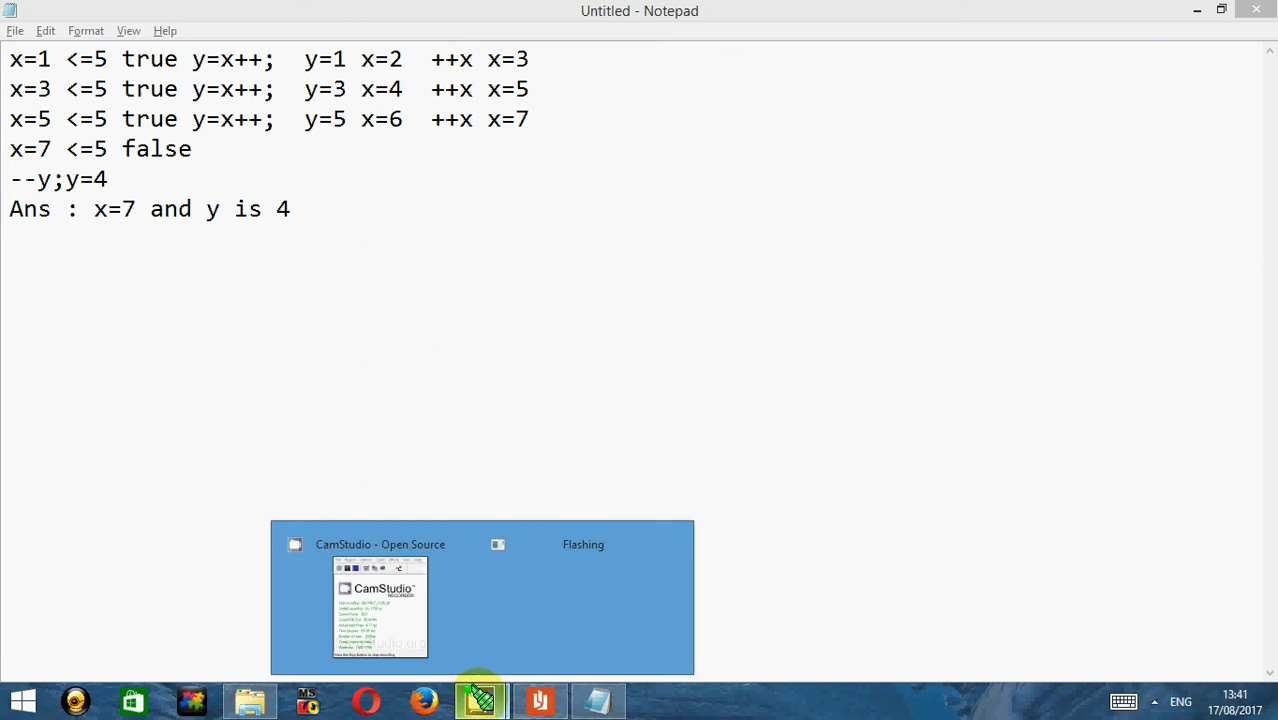 Untitled - Notepad
File Edit Format View Help
x=1 <=5 true y=x++;  y=1 x=2  ++x x=3
x=3 <=5 true y=x++;  y=3 x=4  ++x x=5
x=5 <=5 true y=x++;  y=5 x=6  ++x x=7
x=7 <=5 false
--y;y=4
Ans : x=7 and y is 4
CamStudio - Open Source
Flashing
CamStudio
RECORDER
MS
ENG
13:41
17/08/2017